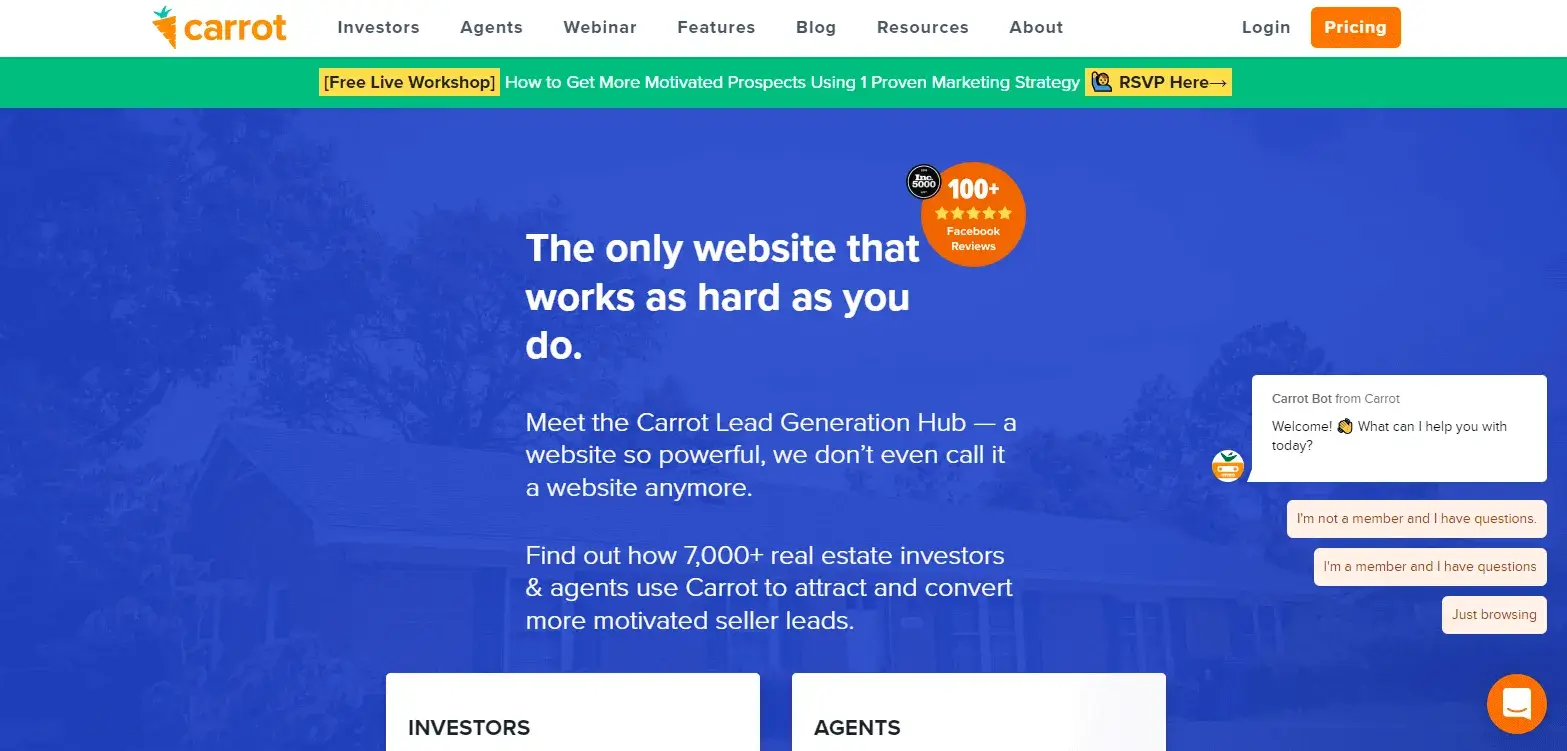 carrot
Investors Agents Webinar Features Blog Resources About Login Pricing
[Free Live Workshop] How to Get More Motivated Prospects Using 1 Proven Marketing Strategy 🙋 RSVP Here→
Inc.
5000
100+
Facebook
Reviews
The only website that
works as hard as you
do.
Meet the Carrot Lead Generation Hub — a
website so powerful, we don’t even call it
a website anymore.
Find out how 7,000+ real estate investors
& agents use Carrot to attract and convert
more motivated seller leads.
INVESTORS
AGENTS
Carrot Bot from Carrot
Welcome! 👋 What can I help you with
today?
I'm not a member and I have questions.
I'm a member and I have questions
Just browsing